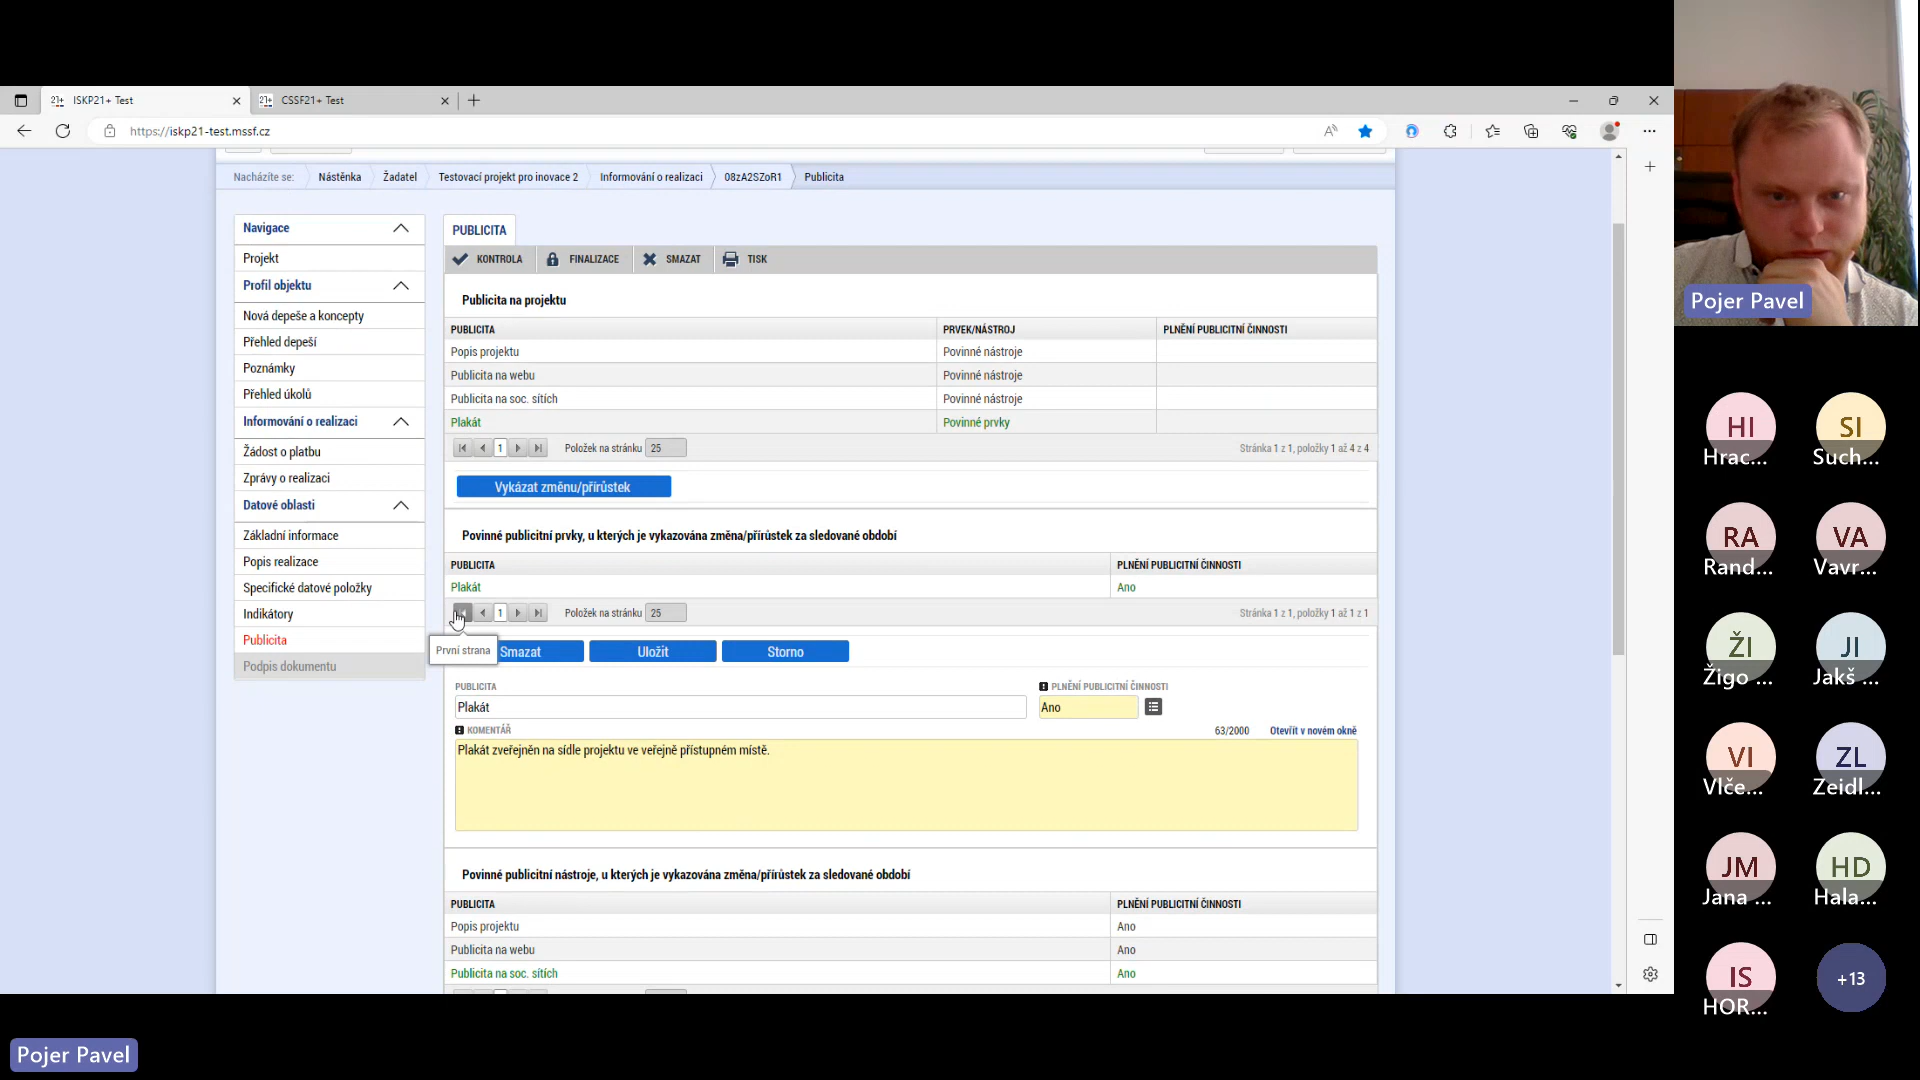 ISKP21+ Test
CSSF21+ Test
https://iskp21-test.mssf.cz
Nacházíte se:
Nástěnka
Žadatel
Testovací projekt pro inovace 2
Informování o realizaci
08zA2SZoR1
Publicita
Navigace
Projekt
Profil objektu
Nová depeše a koncepty
Přehled depeší
Poznámky
Přehled úkolů
Informování o realizaci
Žádost o platbu
Zprávy o realizaci
Datové oblasti
Základní informace
Popis realizace
Specifické datové položky
Indikátory
Publicita
Podpis dokumentu
PUBLICITA
KONTROLA FINALIZACE SMAZAT TISK
Publicita na projektu
PUBLICITA PRVEK/NÁSTROJ PLNĚNÍ PUBLICITNÍ ČINNOSTI
Popis projektu Povinné nástroje
Publicita na webu Povinné nástroje
Publicita na soc. sítích Povinné nástroje
Plakát Povinné prvky
1 Položek na stránku 25 Stránka 1 z 1, položky 1 až 4 z 4
Vykázat změnu/přírůstek
Povinné publicitní prvky, u kterých je vykazována změna/přírůstek za sledované období
PUBLICITA PLNĚNÍ PUBLICITNÍ ČINNOSTI
Plakát Ano
1 Položek na stránku 25 Stránka 1 z 1, položky 1 až 1 z 1
První strana
Smazat Uložit Storno
PUBLICITA PLNĚNÍ PUBLICITNÍ ČINNOSTI
Plakát Ano
KOMENTÁŘ 63/2000 Otevřít v novém okně
Plakát zveřejněn na sídle projektu ve veřejně přístupném místě.
Povinné publicitní nástroje, u kterých je vykazována změna/přírůstek za sledované období
PUBLICITA PLNĚNÍ PUBLICITNÍ ČINNOSTI
Popis projektu Ano
Publicita na webu Ano
Publicita na soc. sítích Ano
Pojer Pavel
HI SI
Hrac... Such...
RA VA
Rand... Vavr...
ŽI JI
Žigo ... Jakš ...
VI ZL
Vlče... Zeidl...
JM HD
Jana ... Hala...
IS +13
HOR...
Pojer Pavel